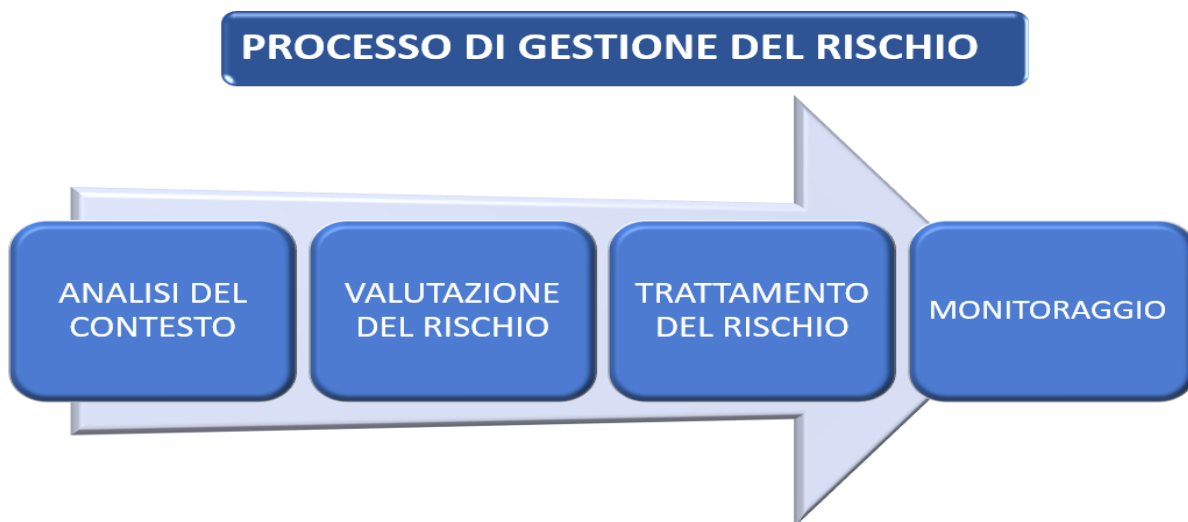 PROCESSO DI GESTIONE DEL RISCHIO
ANALISI DEL
CONTESTO
VALUTAZIONE
DEL RISCHIO
TRATTAMENTO
DEL RISCHIO
MONITORAGGIO